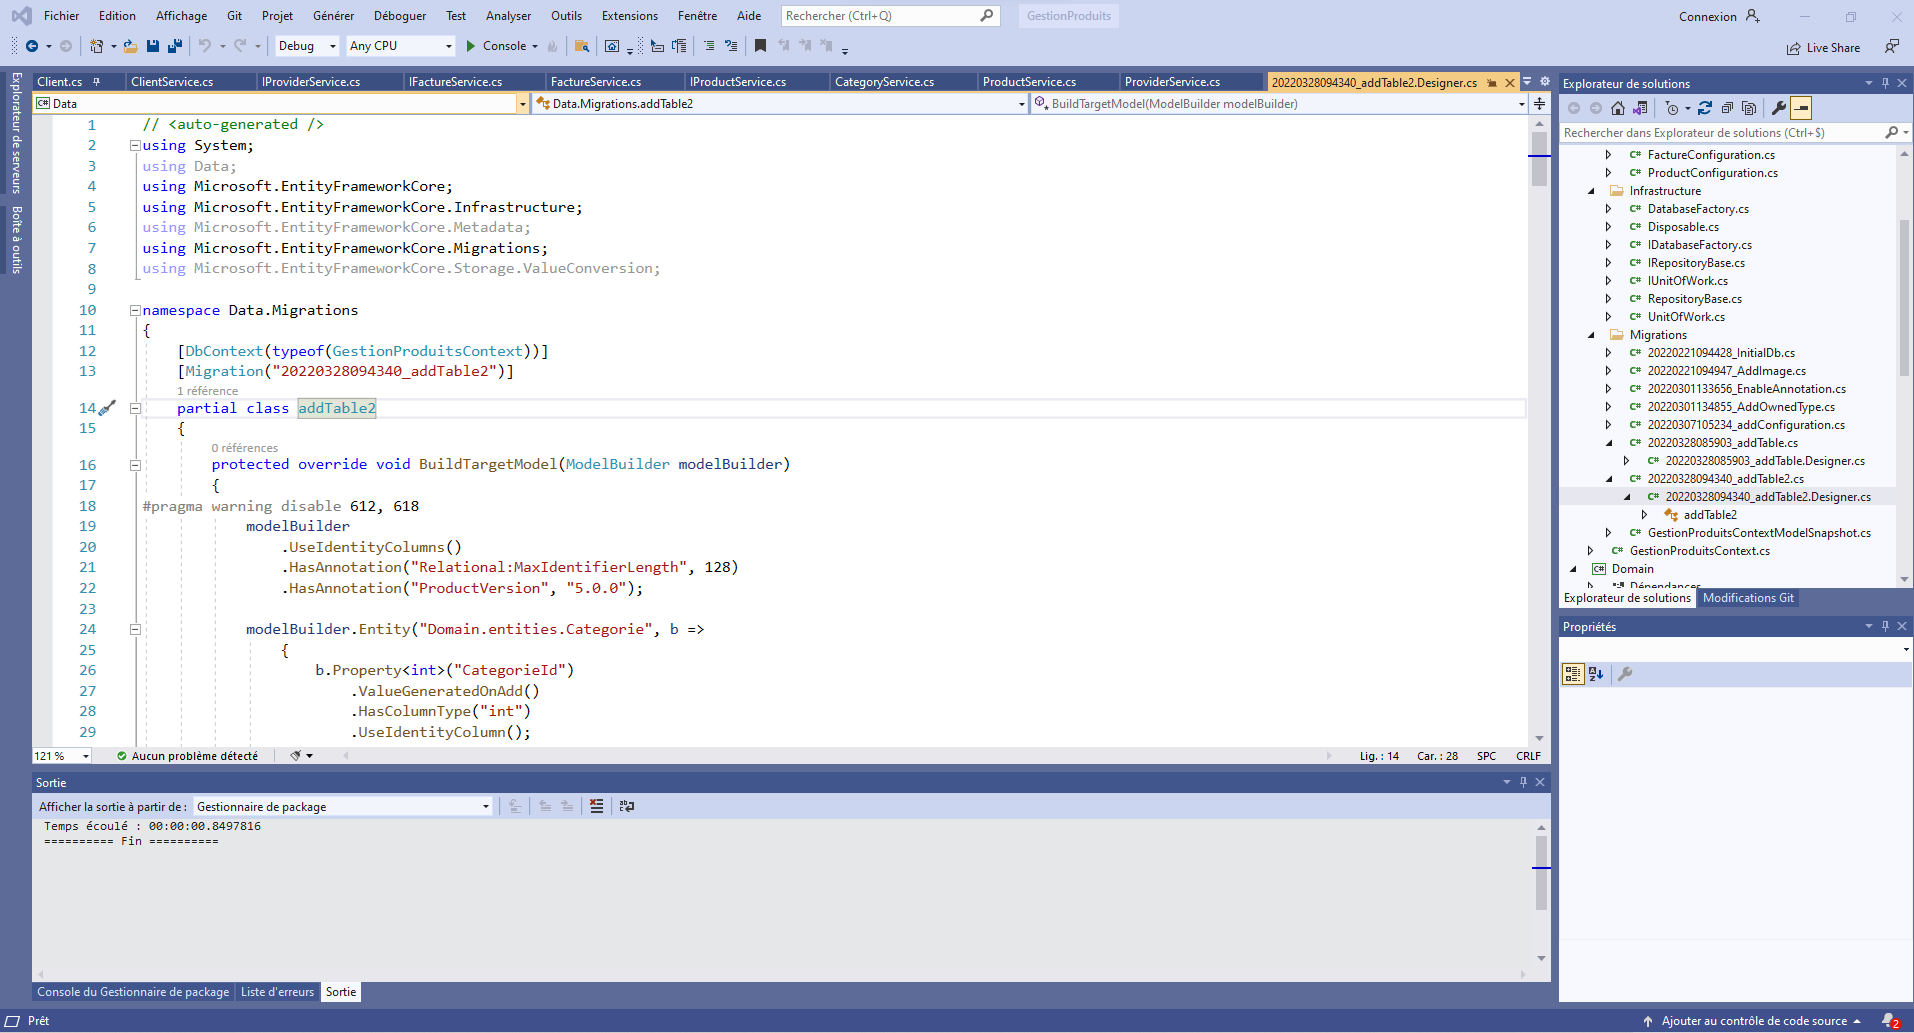 Fichier Edition Affichage Git Projet Générer Déboguer Test Analyser Outils Extensions Fenêtre Aide Rechercher (Ctrl+Q) GestionProduits Connexion
Debug Any CPU Console Live Share
Explorateur de serveurs
Boîte à outils
Client.cs ClientService.cs IProviderService.cs IFactureService.cs FactureService.cs IProductService.cs CategoryService.cs ProductService.cs ProviderService.cs 20220328094340_addTable2.Designer.cs
C# Data Data.Migrations.addTable2 BuildTargetModel(ModelBuilder modelBuilder)
1 // <auto-generated />
2 using System;
3 using Data;
4 using Microsoft.EntityFrameworkCore;
5 using Microsoft.EntityFrameworkCore.Infrastructure;
6 using Microsoft.EntityFrameworkCore.Metadata;
7 using Microsoft.EntityFrameworkCore.Migrations;
8 using Microsoft.EntityFrameworkCore.Storage.ValueConversion;
9
10 namespace Data.Migrations
11 {
12 [DbContext(typeof(GestionProduitsContext))]
13 [Migration("20220328094340_addTable2")]
1 référence
14 partial class addTable2
15 {
0 références
16 protected override void BuildTargetModel(ModelBuilder modelBuilder)
17 {
18 #pragma warning disable 612, 618
19 modelBuilder
20 .UseIdentityColumns()
21 .HasAnnotation("Relational:MaxIdentifierLength", 128)
22 .HasAnnotation("ProductVersion", "5.0.0");
23
24 modelBuilder.Entity("Domain.entities.Categorie", b =>
25 {
26 b.Property<int>("CategorieId")
27 .ValueGeneratedOnAdd()
28 .HasColumnType("int")
29 .UseIdentityColumn();
121 % Aucun problème détecté Lig. : 14 Car. : 28 SPC CRLF
Sortie
Afficher la sortie à partir de : Gestionnaire de package
Temps écoulé : 00:00:00.8497816
========== Fin ==========
Console du Gestionnaire de package Liste d'erreurs Sortie
Explorateur de solutions
Rechercher dans Explorateur de solutions (Ctrl+$)
C# FactureConfiguration.cs
C# ProductConfiguration.cs
Infrastructure
C# DatabaseFactory.cs
C# Disposable.cs
C# IDatabaseFactory.cs
C# IRepositoryBase.cs
C# IUnitOfWork.cs
C# RepositoryBase.cs
C# UnitOfWork.cs
Migrations
C# 20220221094428_InitialDb.cs
C# 20220221094947_AddImage.cs
C# 20220301133656_EnableAnnotation.cs
C# 20220301134855_AddOwnedType.cs
C# 20220307105234_addConfiguration.cs
C# 20220328085903_addTable.cs
C# 20220328085903_addTable.Designer.cs
C# 20220328094340_addTable2.cs
C# 20220328094340_addTable2.Designer.cs
addTable2
C# GestionProduitsContextModelSnapshot.cs
C# GestionProduitsContext.cs
C# Domain
Dépendances
Explorateur de solutions Modifications Git
Propriétés
Prêt Ajouter au contrôle de code source 2